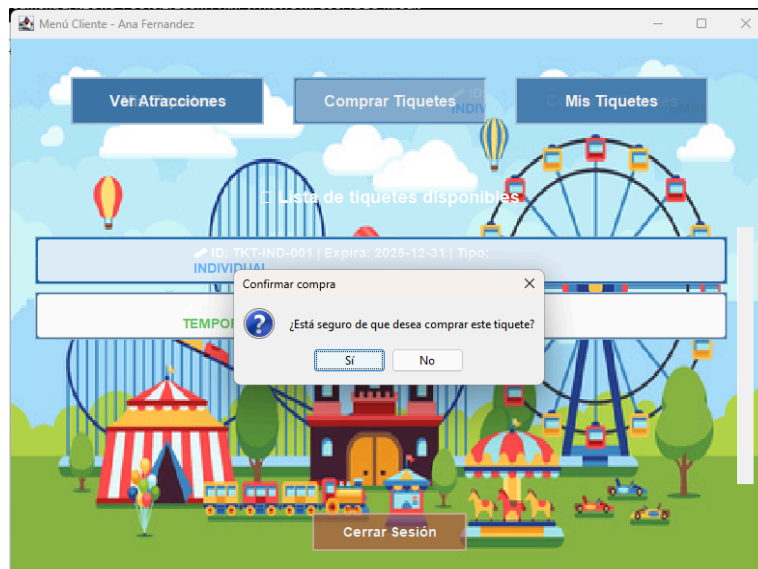 Menú Cliente - Ana Fernandez
Ver Atracciones
Comprar Tiquetes
Mis Tiquetes
INDIV
Lista de tiquetes disponibles
ID: TKT-IND-001 | Expira: 2025-12-31 | Tipo:
INDIVIDUAL
Confirmar compra
TEMPOR
¿Está seguro de que desea comprar este tiquete?
Sí
No
Cerrar Sesión